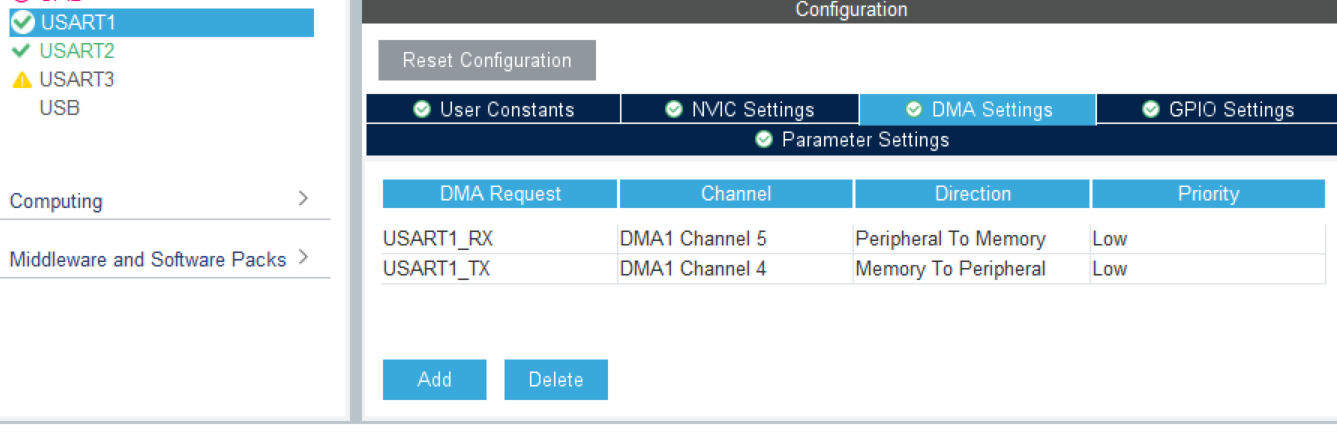 USART1
USART2
USART3
USB
Computing
Middleware and Software Packs
Configuration
Reset Configuration
User Constants NVIC Settings DMA Settings GPIO Settings
Parameter Settings
DMA Request Channel Direction Priority
USART1_RX DMA1 Channel 5 Peripheral To Memory Low
USART1_TX DMA1 Channel 4 Memory To Peripheral Low
Add Delete